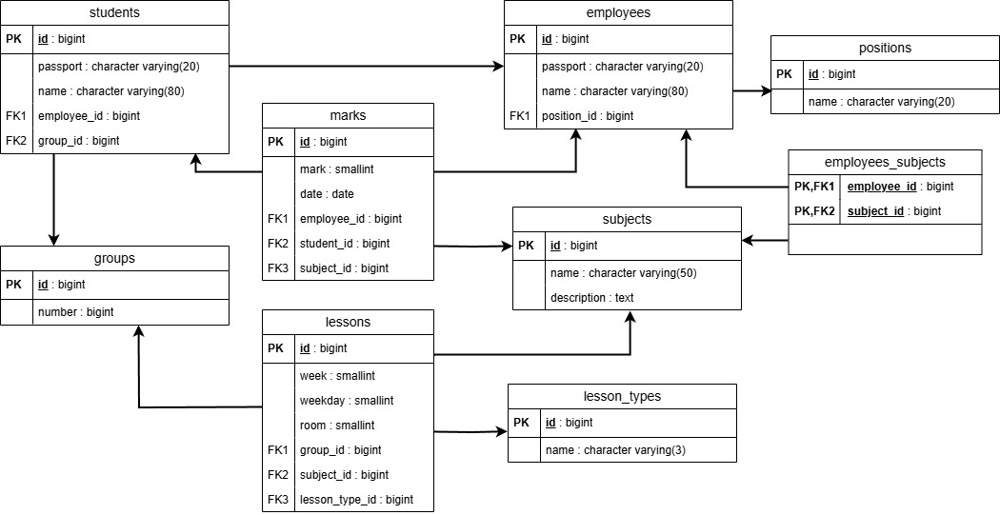 students
PK id : bigint
passport : character varying(20)
name : character varying(80)
FK1 employee_id : bigint
FK2 group_id : bigint
employees
PK id : bigint
passport : character varying(20)
name : character varying(80)
FK1 position_id : bigint
positions
PK id : bigint
name : character varying(20)
marks
PK id : bigint
mark : smallint
date : date
FK1 employee_id : bigint
FK2 student_id : bigint
FK3 subject_id : bigint
employees_subjects
PK,FK1 employee_id : bigint
PK,FK2 subject_id : bigint
subjects
PK id : bigint
name : character varying(50)
description : text
groups
PK id : bigint
number : bigint
lessons
PK id : bigint
week : smallint
weekday : smallint
room : smallint
FK1 group_id : bigint
FK2 subject_id : bigint
FK3 lesson_type_id : bigint
lesson_types
PK id : bigint
name : character varying(3)